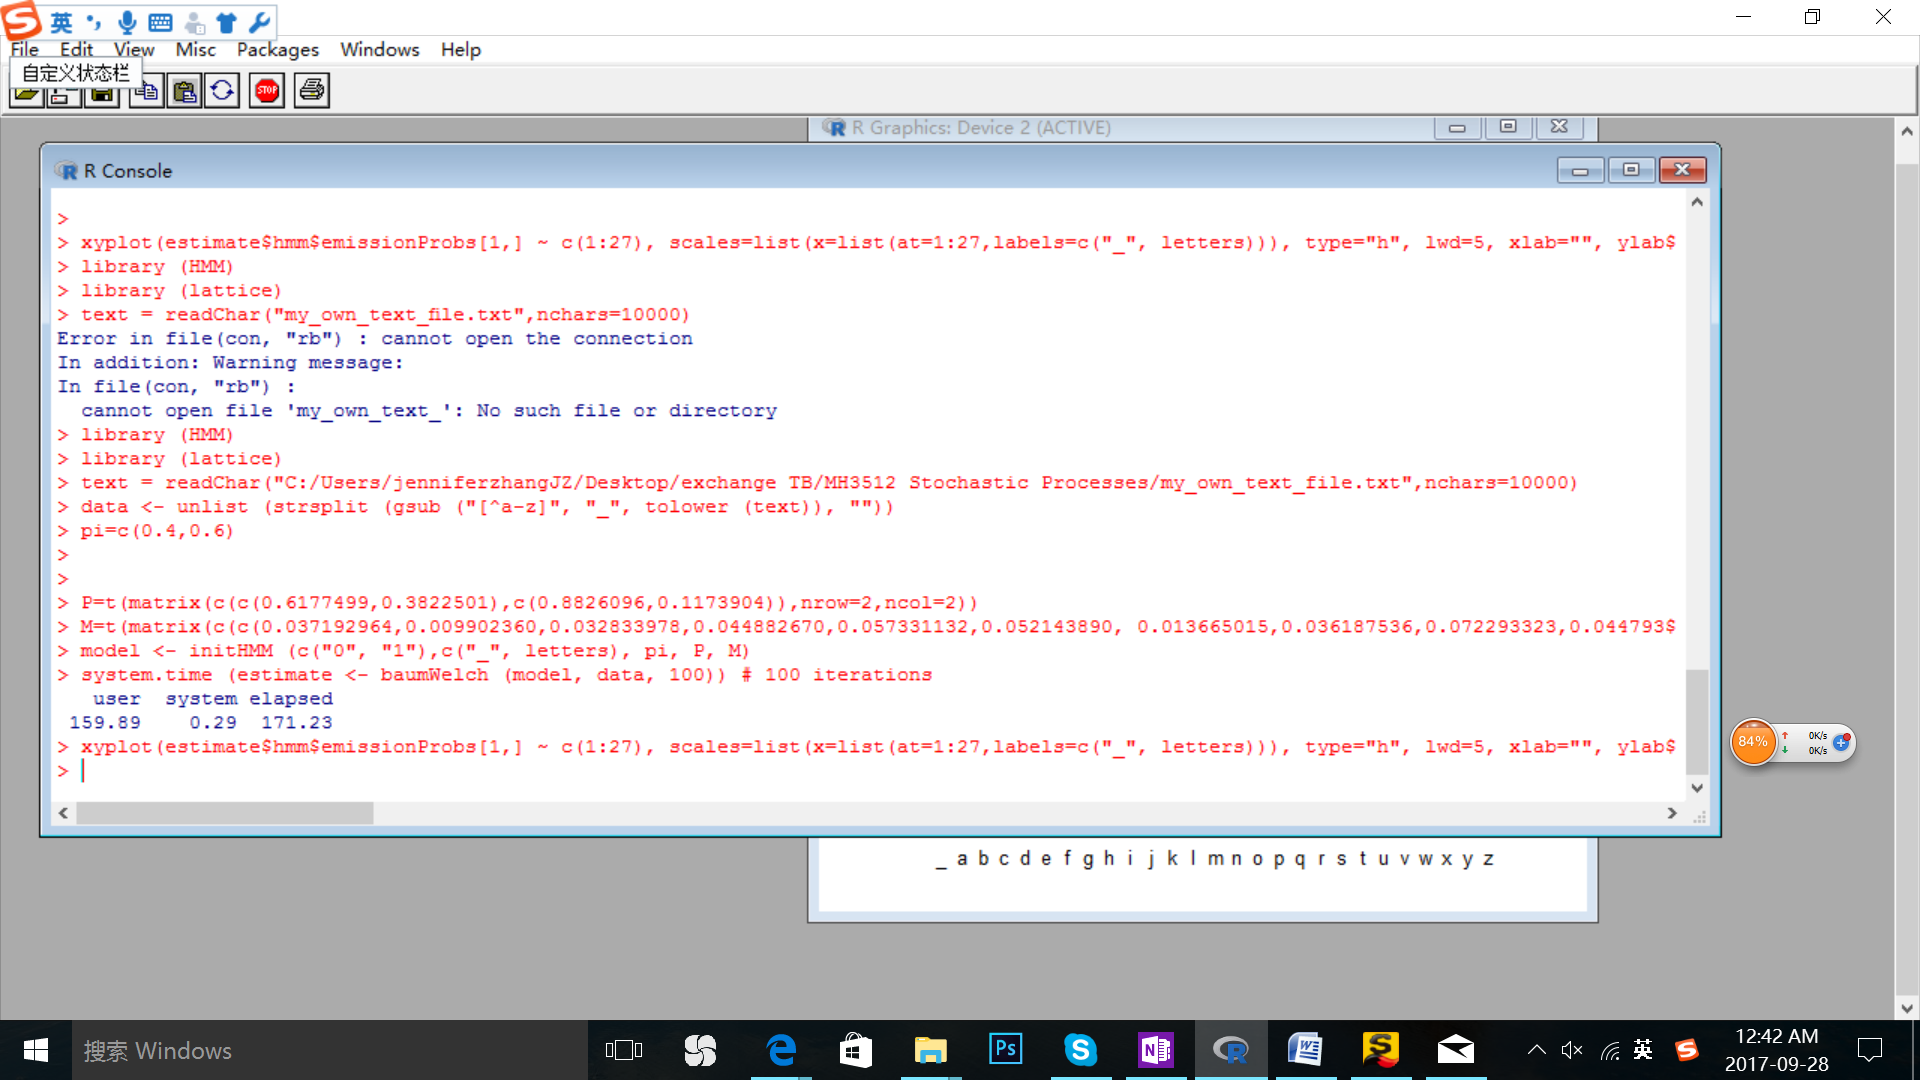 英
File Edit View Misc Packages Windows Help
自定义状态栏
STOP
R Graphics: Device 2 (ACTIVE)
R Console
>
> xyplot(estimate$hmm$emissionProbs[1,] ~ c(1:27), scales=list(x=list(at=1:27,labels=c("_", letters))), type="h", lwd=5, xlab="", ylab$
> library (HMM)
> library (lattice)
> text = readChar("my_own_text_file.txt",nchars=10000)
Error in file(con, "rb") : cannot open the connection
In addition: Warning message:
In file(con, "rb") :
  cannot open file 'my_own_text_': No such file or directory
> library (HMM)
> library (lattice)
> text = readChar("C:/Users/jenniferzhangJZ/Desktop/exchange TB/MH3512 Stochastic Processes/my_own_text_file.txt",nchars=10000)
> data <- unlist (strsplit (gsub ("[^a-z]", "_", tolower (text)), ""))
> pi=c(0.4,0.6)
>
>
> P=t(matrix(c(c(0.6177499,0.3822501),c(0.8826096,0.1173904)),nrow=2,ncol=2))
> M=t(matrix(c(c(0.037192964,0.009902360,0.032833978,0.044882670,0.057331132,0.052143890, 0.013665015,0.036187536,0.072293323,0.044793$
> model <- initHMM (c("0", "1"),c("_", letters), pi, P, M)
> system.time (estimate <- baumWelch (model, data, 100)) # 100 iterations
   user  system elapsed
 159.89    0.29  171.23
> xyplot(estimate$hmm$emissionProbs[1,] ~ c(1:27), scales=list(x=list(at=1:27,labels=c("_", letters))), type="h", lwd=5, xlab="", ylab$
>
84% 0K/s
0K/s
_ a b c d e f g h i j k l m n o p q r s t u v w x y z
搜索 Windows
Ps
英
12:42 AM
2017-09-28